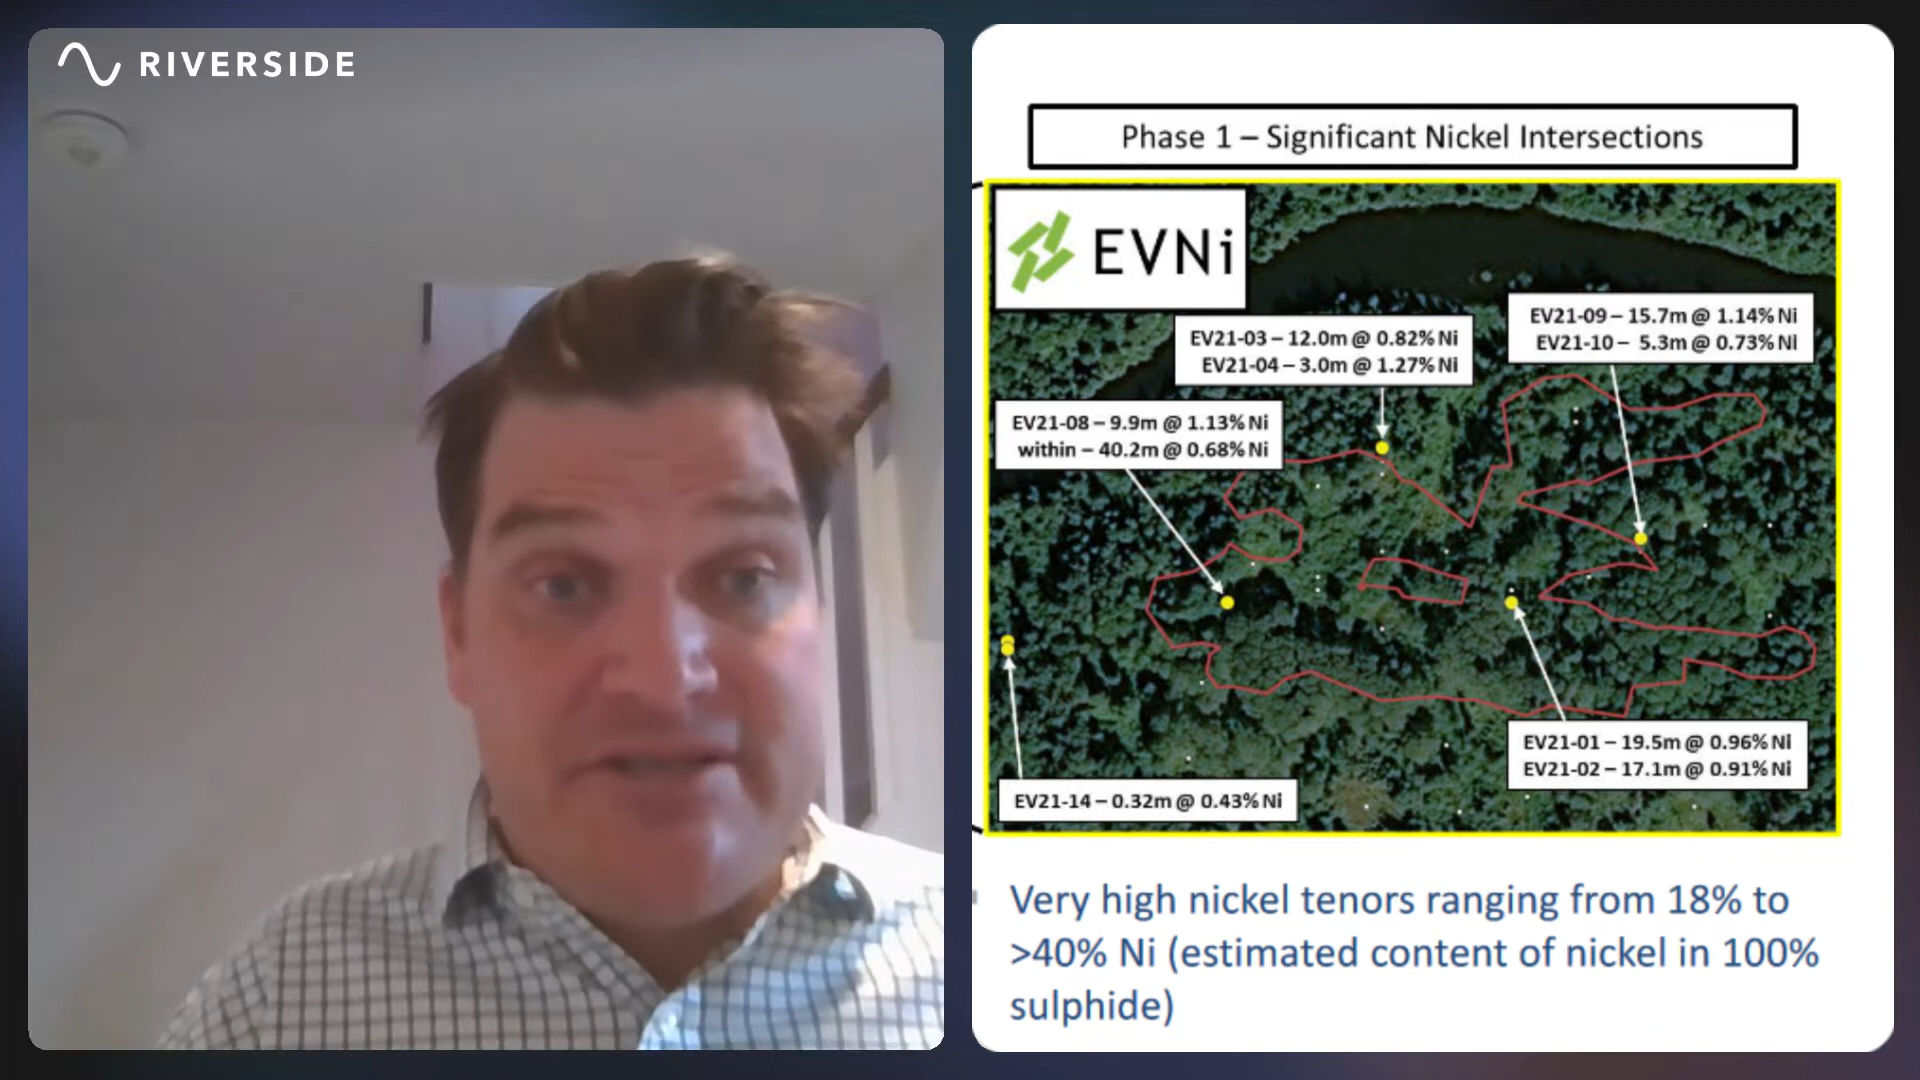 RIVERSIDE
Phase 1 – Significant Nickel Intersections
EVNi
EV21-09 – 15.7m @ 1.14% Ni
EV21-10 – 5.3m @ 0.73% Ni
EV21-03 – 12.0m @ 0.82% Ni
EV21-04 – 3.0m @ 1.27% Ni
EV21-08 – 9.9m @ 1.13% Ni
within – 40.2m @ 0.68% Ni
EV21-01 – 19.5m @ 0.96% Ni
EV21-02 – 17.1m @ 0.91% Ni
EV21-14 – 0.32m @ 0.43% Ni
Very high nickel tenors ranging from 18% to
>40% Ni (estimated content of nickel in 100%
sulphide)